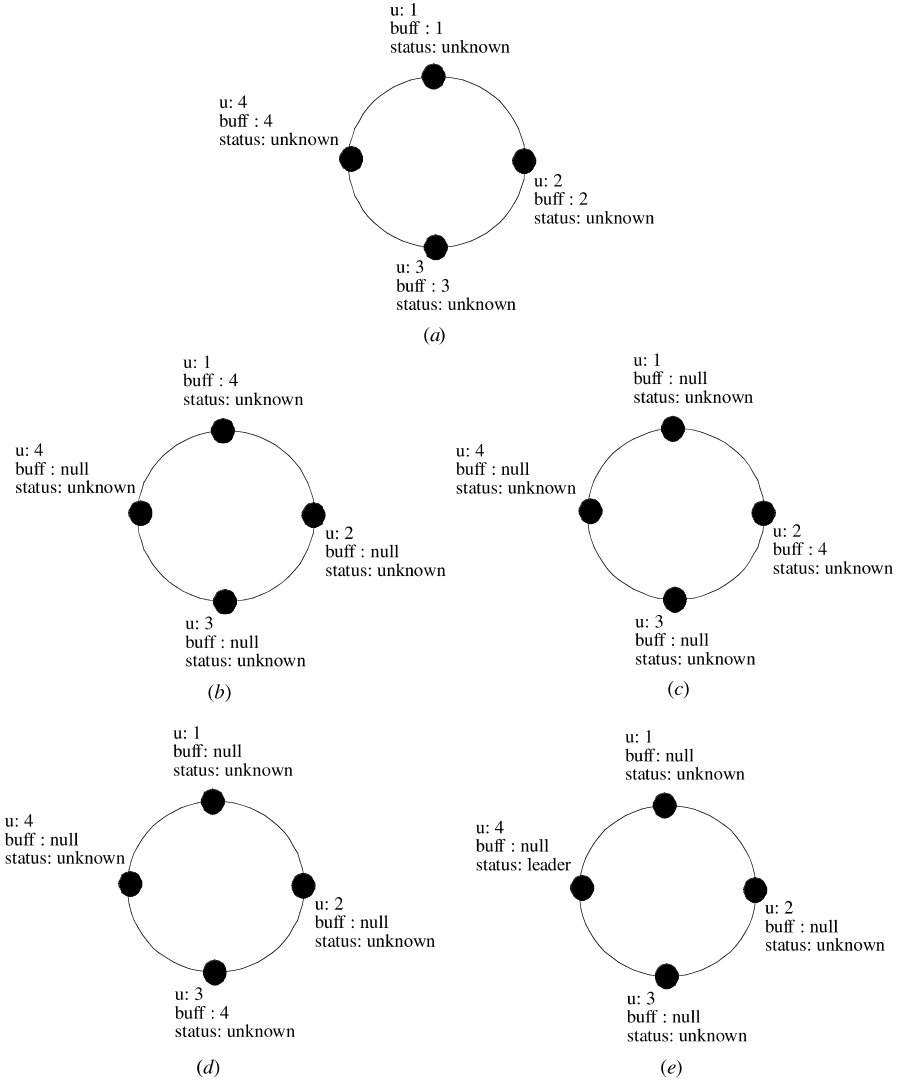 u: 1
buff : 1
status: unknown
u: 4
buff : 4
status: unknown
u: 2
buff : 2
status: unknown
u: 3
buff : 3
status: unknown
(a)
u: 1
buff : 4
status: unknown
u: 4
buff : null
status: unknown
u: 2
buff : null
status: unknown
u: 3
buff : null
status: unknown
(b)
u: 1
buff : null
status: unknown
u: 4
buff : null
status: unknown
u: 2
buff : 4
status: unknown
u: 3
buff : null
status: unknown
(c)
u: 1
buff: null
status: unknown
u: 4
buff : null
status: unknown
u: 2
buff : null
status: unknown
u: 3
buff : 4
status: unknown
(d)
u: 1
buff: null
status: unknown
u: 4
buff : null
status: leader
u: 2
buff : null
status: unknown
u: 3
buff : null
status: unknown
(e)